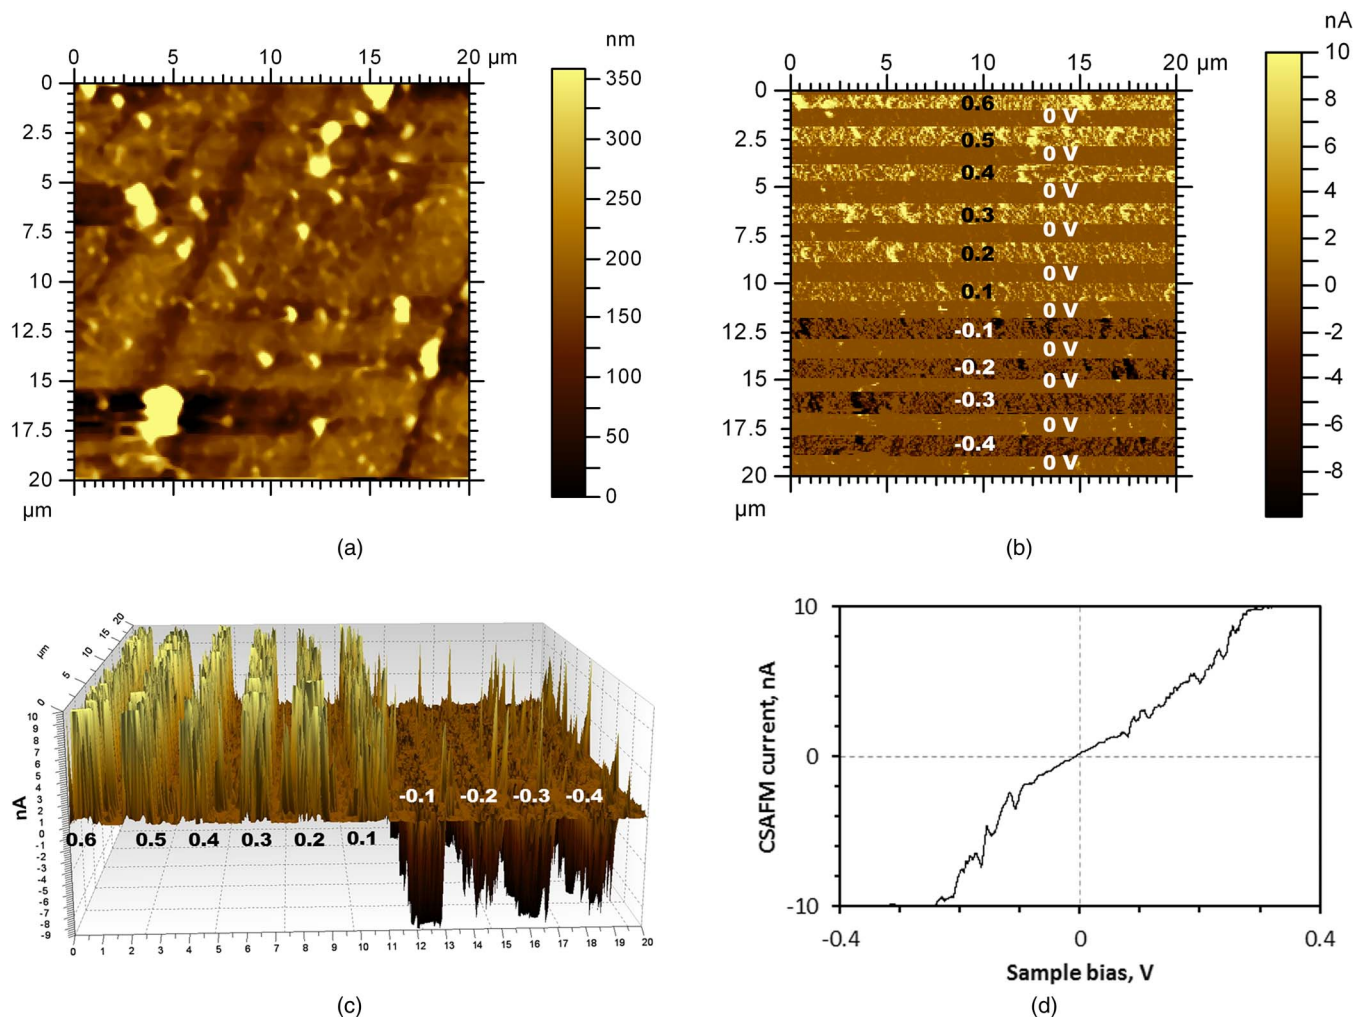 nm
0 5 10 15 20 µm
0
2.5
5
7.5
10
12.5
15
17.5
20
µm
350
300
250
200
150
100
50
0
(a)
nA
0 5 10 15 20 µm
0
2.5
5
7.5
10
12.5
15
17.5
20
µm
0.6
0 V
0.5
0 V
0.4
0 V
0.3
0 V
0.2
0 V
0.1
0 V
-0.1
0 V
-0.2
0 V
-0.3
0 V
-0.4
0 V
10
8
6
4
2
0
-2
-4
-6
-8
(b)
20
15
10
5
0
µm
10
9
8
7
6
5
4
3
2
1
0
-1
-2
-3
-4
-5
-6
-7
-8
-9
nA
-0.1 -0.2 -0.3 -0.4
0.6 0.5 0.4 0.3 0.2 0.1
0 1 2 3 4 5 6 7 8 9 10 11 12 13 14 15 16 17 18 19 20
(c)
10
0
-10
CSAFM current, nA
-0.4 0 0.4
Sample bias, V
(d)